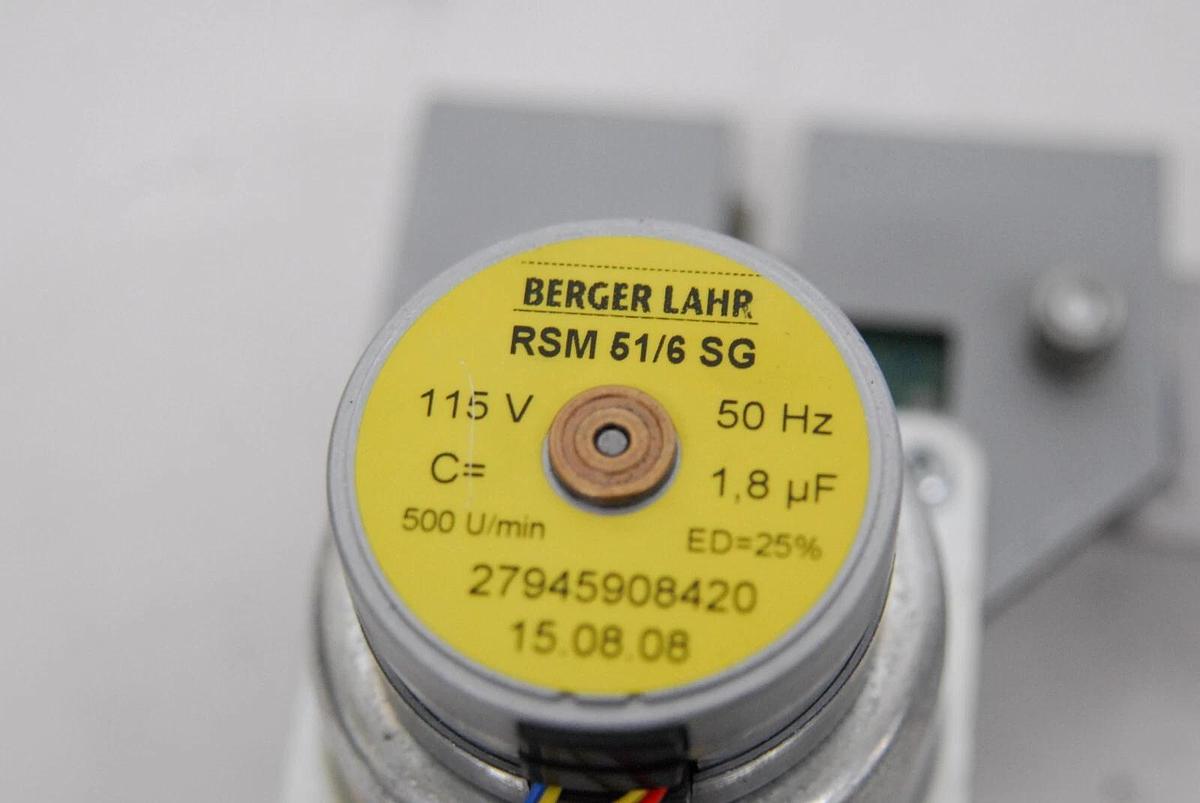 BERGER LAHR
RSM 51/6 SG
115 V 50 Hz
C= 1,8 µF
500 U/min ED=25%
27945908420
15.08.08